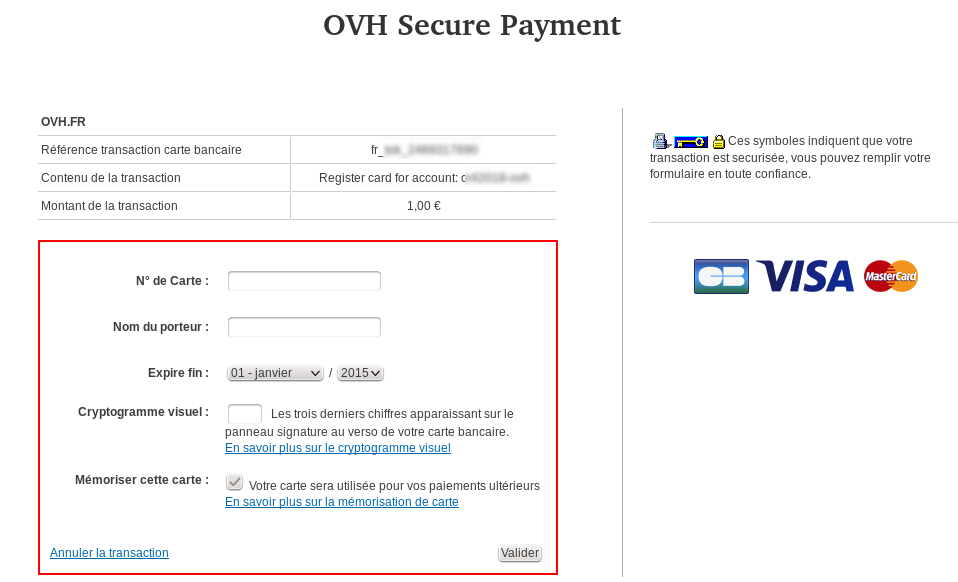 OVH Secure Payment
OVH.FR
Référence transaction carte bancaire fr_
Contenu de la transaction Register card for account:
Montant de la transaction 1,00 €
N° de Carte :
Nom du porteur :
Expire fin : 01 - janvier / 2015
Cryptogramme visuel : Les trois derniers chiffres apparaissant sur le
panneau signature au verso de votre carte bancaire.
En savoir plus sur le cryptogramme visuel
Mémoriser cette carte : Votre carte sera utilisée pour vos paiements ultérieurs
En savoir plus sur la mémorisation de carte
Annuler la transaction Valider
Ces symboles indiquent que votre
transaction est securisée, vous pouvez remplir votre
formulaire en toute confiance.
CB VISA MasterCard